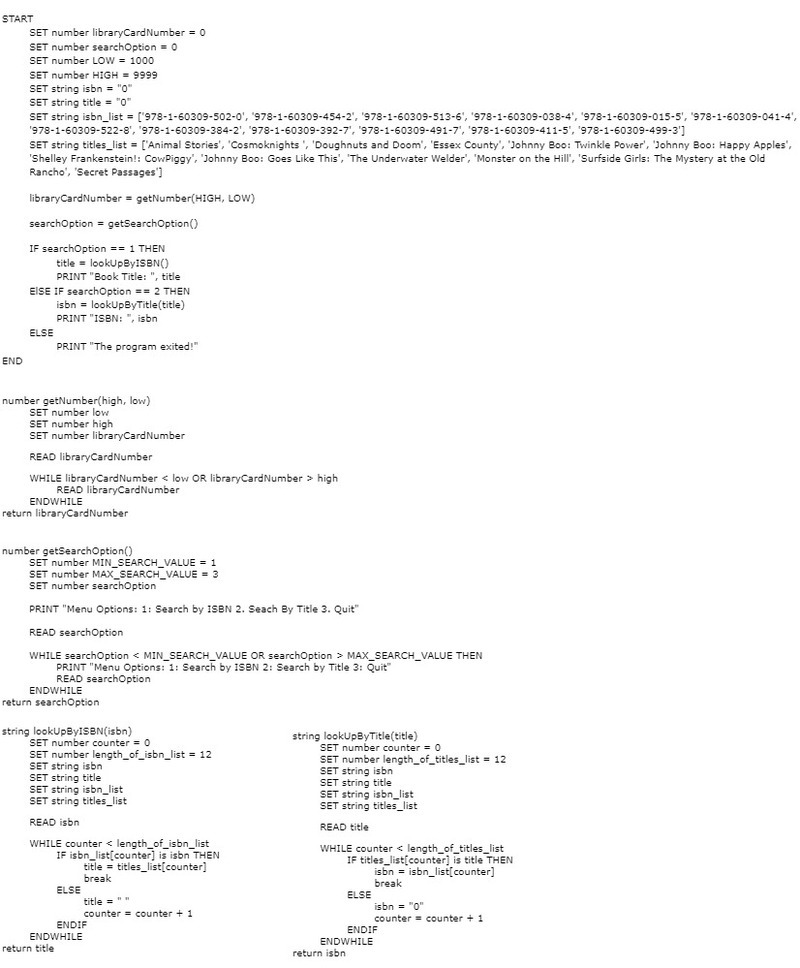 START
SET number libraryCardNumber = 0
SET number searchOption = 0
SET number LOW = 1000
SET number HIGH = 9999
SET string isbn = "0"
SET string title = "0"
SET string isbn_list = ['978-1-60309-502-0', '978-1-60309-454-2', '978-1-60309-513-6', '978-1-60309-038-4', '978-1-60309-015-5', '978-1-60309-041-4',
'978-1-60309-522-8', '978-1-60309-384-2', '978-1-60309-392-7', '978-1-60309-491-7', '978-1-60309-411-5', '978-1-60309-499-3']
SET string titles_list = ['Animal Stories', 'Cosmoknights ', 'Doughnuts and Doom', 'Essex County', 'Johnny Boo: Twinkle Power', 'Johnny Boo: Happy Apples',
'Shelley Frankenstein!: CowPiggy', 'Johnny Boo: Goes Like This', 'The Underwater Welder', 'Monster on the Hill', 'Surfside Girls: The Mystery at the Old
Rancho', 'Secret Passages']
libraryCardNumber = getNumber(HIGH, LOW)
searchOption = getSearchOption()
IF searchOption == 1 THEN
title = lookUpByISBN()
PRINT "Book Title: ", title
ElSE IF searchOption == 2 THEN
isbn = lookUpByTitle(title)
PRINT "ISBN: ", isbn
ELSE
PRINT "The program exited!"
END
number getNumber(high, low)
SET number low
SET number high
SET number libraryCardNumber
READ libraryCardNumber
WHILE libraryCardNumber < low OR libraryCardNumber > high
READ libraryCardNumber
ENDWHILE
return libraryCardNumber
number getSearchOption()
SET number MIN_SEARCH_VALUE = 1
SET number MAX_SEARCH_VALUE = 3
SET number searchOption
PRINT "Menu Options: 1: Search by ISBN 2. Seach By Title 3. Quit"
READ searchOption
WHILE searchOption < MIN_SEARCH_VALUE OR searchOption > MAX_SEARCH_VALUE THEN
PRINT "Menu Options: 1: Search by ISBN 2: Search by Title 3: Quit"
READ searchOption
ENDWHILE
return searchOption
string lookUpByISBN(isbn)
SET number counter = 0
SET number length_of_isbn_list = 12
SET string isbn
SET string title
SET string isbn_list
SET string titles_list
READ isbn
WHILE counter < length_of_isbn_list
IF isbn_list[counter] is isbn THEN
title = titles_list[counter]
break
ELSE
title = " "
counter = counter + 1
ENDIF
ENDWHILE
return title
string lookUpByTitle(title)
SET number counter = 0
SET number length_of_titles_list = 12
SET string isbn
SET string title
SET string isbn_list
SET string titles_list
READ title
WHILE counter < length_of_titles_list
IF titles_list[counter] is title THEN
isbn = isbn_list[counter]
break
ELSE
isbn = "0"
counter = counter + 1
ENDIF
ENDWHILE
return isbn